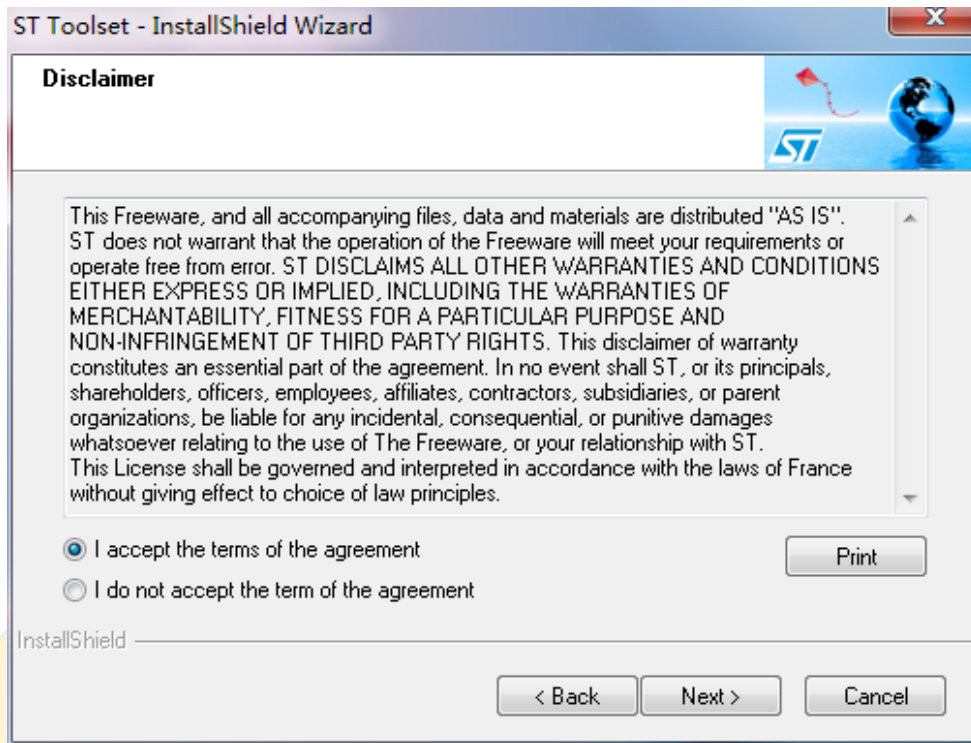 ST Toolset - InstallShield Wizard
Disclaimer
ST
This Freeware, and all accompanying files, data and materials are distributed "AS IS".
ST does not warrant that the operation of the Freeware will meet your requirements or
operate free from error. ST DISCLAIMS ALL OTHER WARRANTIES AND CONDITIONS
EITHER EXPRESS OR IMPLIED, INCLUDING THE WARRANTIES OF
MERCHANTABILITY, FITNESS FOR A PARTICULAR PURPOSE AND
NON-INFRINGEMENT OF THIRD PARTY RIGHTS. This disclaimer of warranty
constitutes an essential part of the agreement. In no event shall ST, or its principals,
shareholders, officers, employees, affiliates, contractors, subsidiaries, or parent
organizations, be liable for any incidental, consequential, or punitive damages
whatsoever relating to the use of The Freeware, or your relationship with ST.
This License shall be governed and interpreted in accordance with the laws of France
without giving effect to choice of law principles.
I accept the terms of the agreement
Print
I do not accept the term of the agreement
InstallShield
< Back
Next >
Cancel